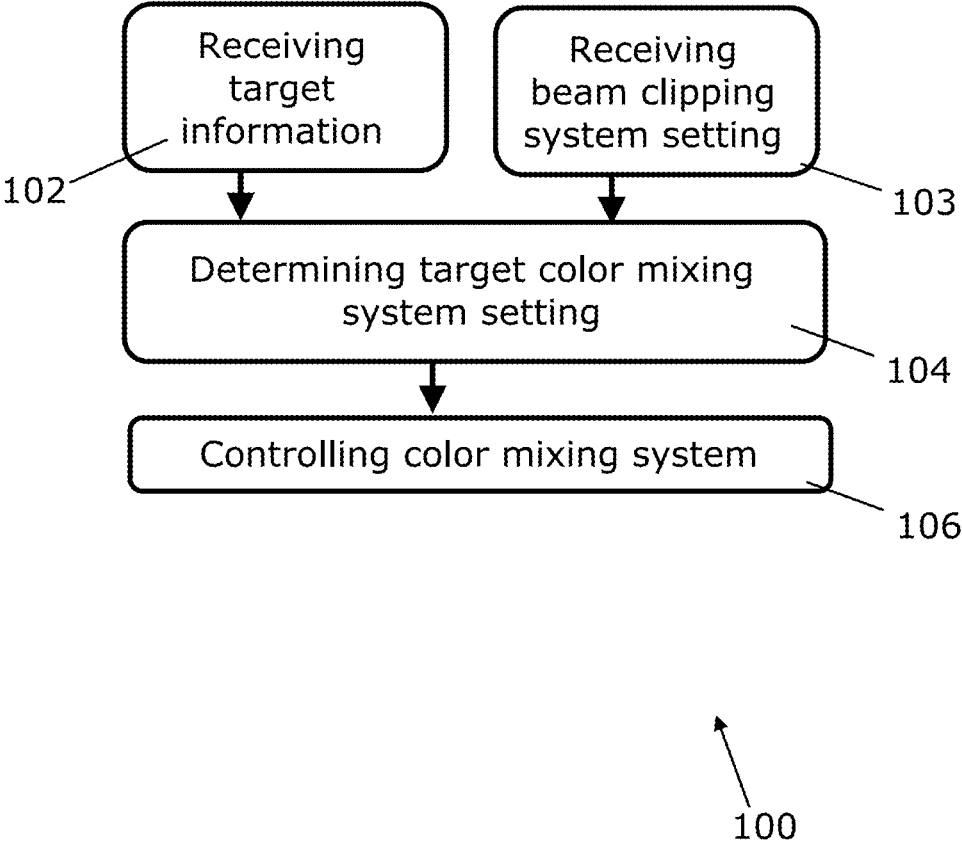 Receiving
target
information
102
Receiving
beam clipping
system setting
103
Determining target color mixing
system setting
104
Controlling color mixing system
106
100